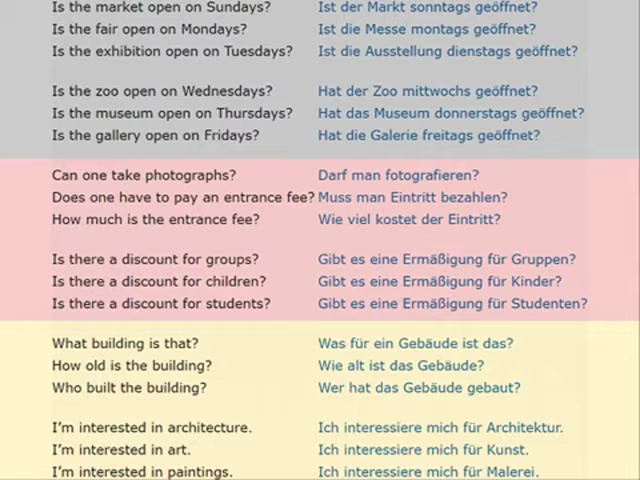 Is the market open on Sundays? Ist der Markt sonntags geöffnet?
Is the fair open on Mondays? Ist die Messe montags geöffnet?
Is the exhibition open on Tuesdays? Ist die Ausstellung dienstags geöffnet?
Is the zoo open on Wednesdays? Hat der Zoo mittwochs geöffnet?
Is the museum open on Thursdays? Hat das Museum donnerstags geöffnet?
Is the gallery open on Fridays? Hat die Galerie freitags geöffnet?
Can one take photographs? Darf man fotografieren?
Does one have to pay an entrance fee? Muss man Eintritt bezahlen?
How much is the entrance fee? Wie viel kostet der Eintritt?
Is there a discount for groups? Gibt es eine Ermäßigung für Gruppen?
Is there a discount for children? Gibt es eine Ermäßigung für Kinder?
Is there a discount for students? Gibt es eine Ermäßigung für Studenten?
What building is that? Was für ein Gebäude ist das?
How old is the building? Wie alt ist das Gebäude?
Who built the building? Wer hat das Gebäude gebaut?
I’m interested in architecture. Ich interessiere mich für Architektur.
I’m interested in art. Ich interessiere mich für Kunst.
I’m interested in paintings. Ich interessiere mich für Malerei.